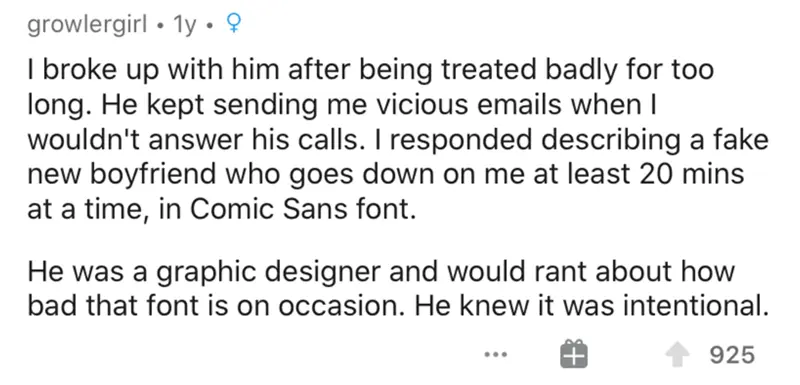 growlergirl • 1y • ♀
I broke up with him after being treated badly for too
long. He kept sending me vicious emails when I
wouldn't answer his calls. I responded describing a fake
new boyfriend who goes down on me at least 20 mins
at a time, in Comic Sans font.
He was a graphic designer and would rant about how
bad that font is on occasion. He knew it was intentional.
••• 925